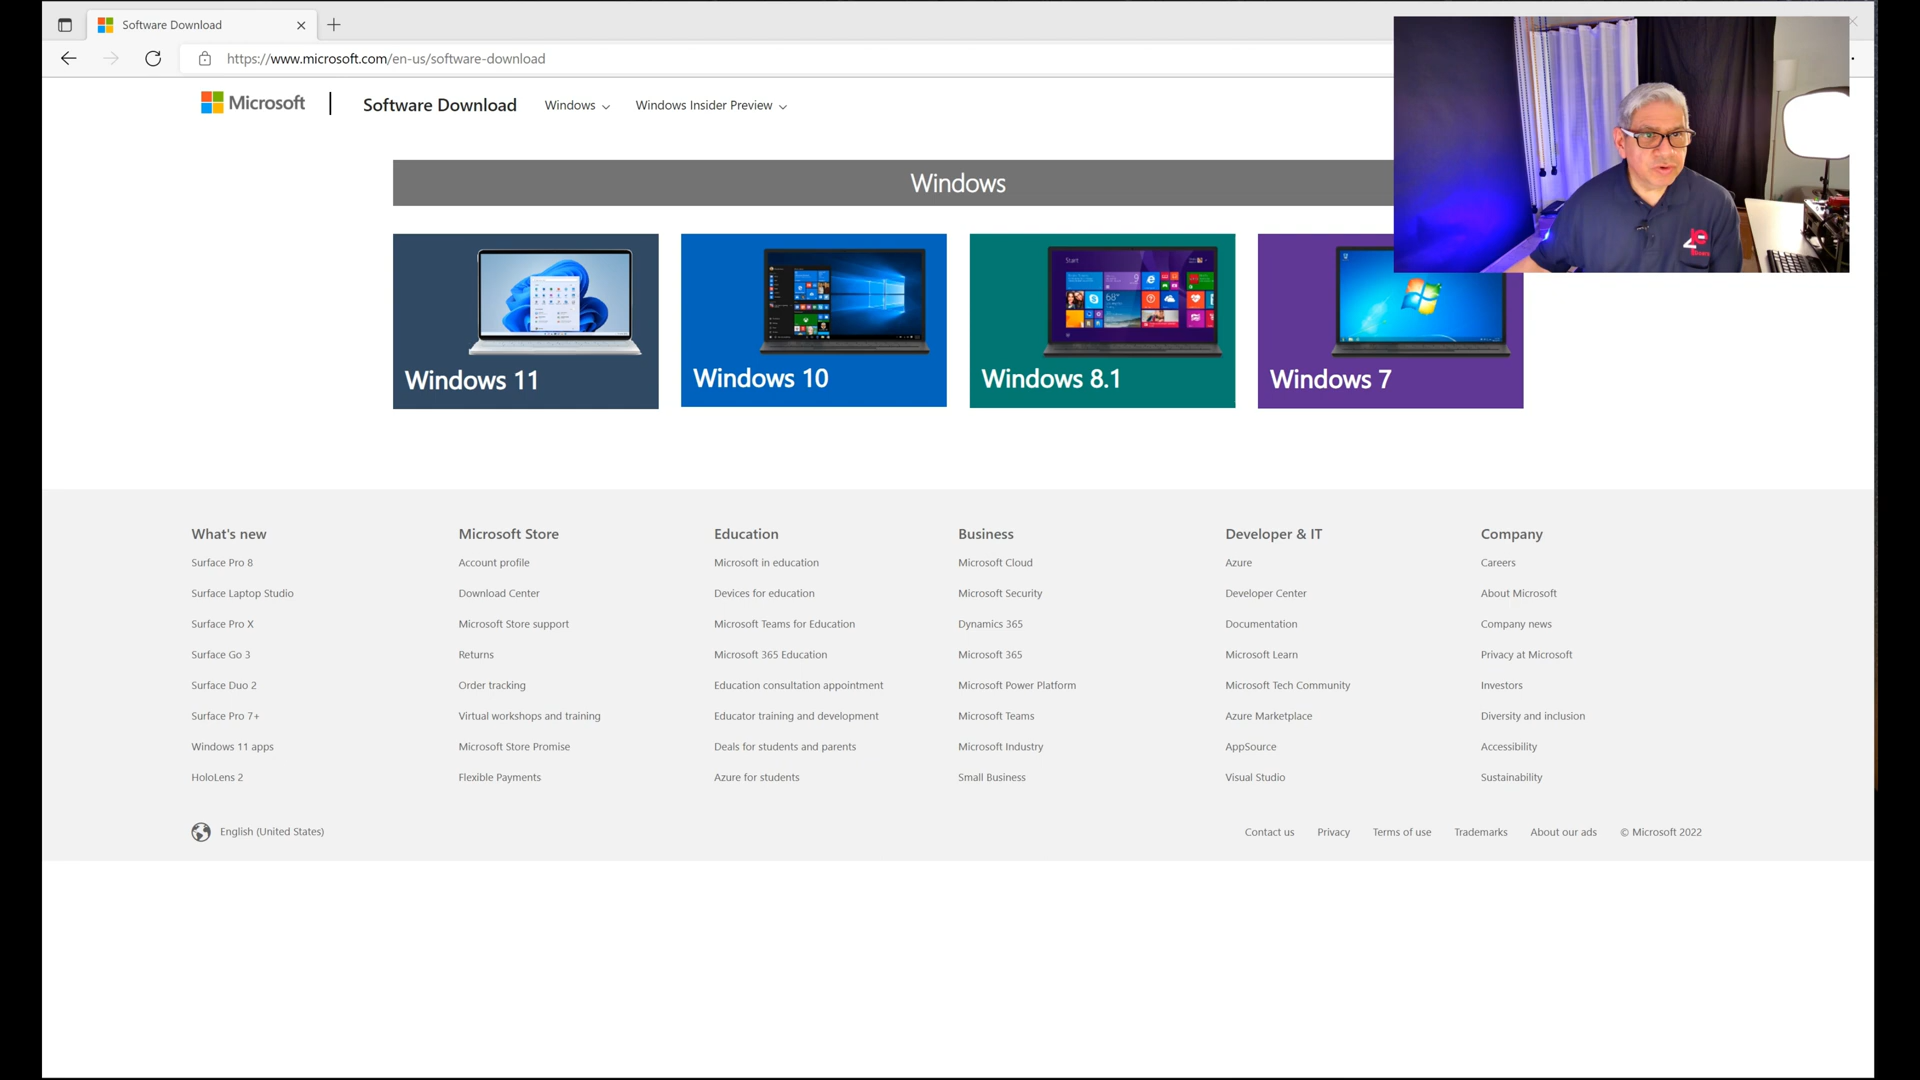 Software Download
https://www.microsoft.com/en-us/software-download
Microsoft
Software Download
Windows
Windows Insider Preview
Windows
Windows 11
Windows 10
Start
Windows 8.1
Windows 7
What's new
Surface Pro 8
Surface Laptop Studio
Surface Pro X
Surface Go 3
Surface Duo 2
Surface Pro 7+
Windows 11 apps
HoloLens 2
Microsoft Store
Account profile
Download Center
Microsoft Store support
Returns
Order tracking
Virtual workshops and training
Microsoft Store Promise
Flexible Payments
Education
Microsoft in education
Devices for education
Microsoft Teams for Education
Microsoft 365 Education
Education consultation appointment
Educator training and development
Deals for students and parents
Azure for students
Business
Microsoft Cloud
Microsoft Security
Dynamics 365
Microsoft 365
Microsoft Power Platform
Microsoft Teams
Microsoft Industry
Small Business
Developer & IT
Azure
Developer Center
Documentation
Microsoft Learn
Microsoft Tech Community
Azure Marketplace
AppSource
Visual Studio
Company
Careers
About Microsoft
Company news
Privacy at Microsoft
Investors
Diversity and inclusion
Accessibility
Sustainability
English (United States)
Contact us
Privacy
Terms of use
Trademarks
About our ads
© Microsoft 2022